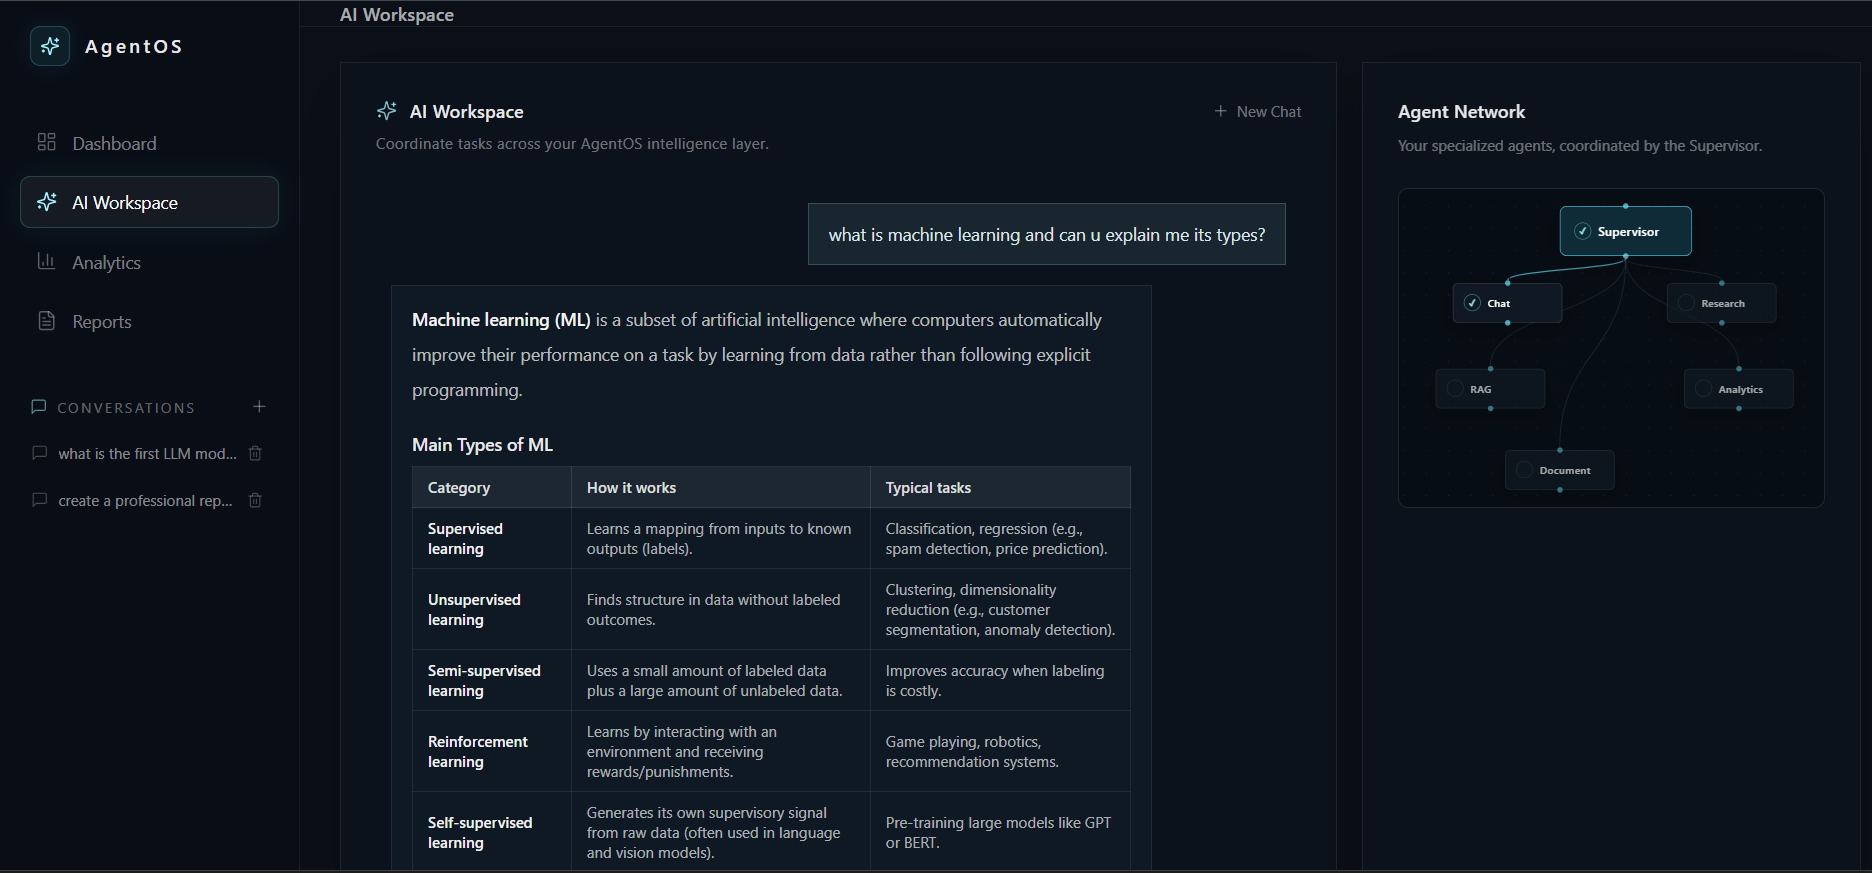 AgentOS
Dashboard
AI Workspace
Analytics
Reports
CONVERSATIONS
what is the first LLM mod...
create a professional rep...
AI Workspace
AI Workspace
New Chat
Coordinate tasks across your AgentOS intelligence layer.
what is machine learning and can u explain me its types?
Machine learning (ML) is a subset of artificial intelligence where computers automatically
improve their performance on a task by learning from data rather than following explicit
programming.
Main Types of ML
Category
How it works
Typical tasks
Supervised
learning
Learns a mapping from inputs to known
outputs (labels).
Classification, regression (e.g.,
spam detection, price prediction).
Unsupervised
learning
Finds structure in data without labeled
outcomes.
Clustering, dimensionality
reduction (e.g., customer
segmentation, anomaly detection).
Semi-supervised
learning
Uses a small amount of labeled data
plus a large amount of unlabeled data.
Improves accuracy when labeling
is costly.
Reinforcement
learning
Learns by interacting with an
environment and receiving
rewards/punishments.
Game playing, robotics,
recommendation systems.
Self-supervised
learning
Generates its own supervisory signal
from raw data (often used in language
and vision models).
Pre-training large models like GPT
or BERT.
Agent Network
Your specialized agents, coordinated by the Supervisor.
Supervisor
Chat
Research
RAG
Analytics
Document